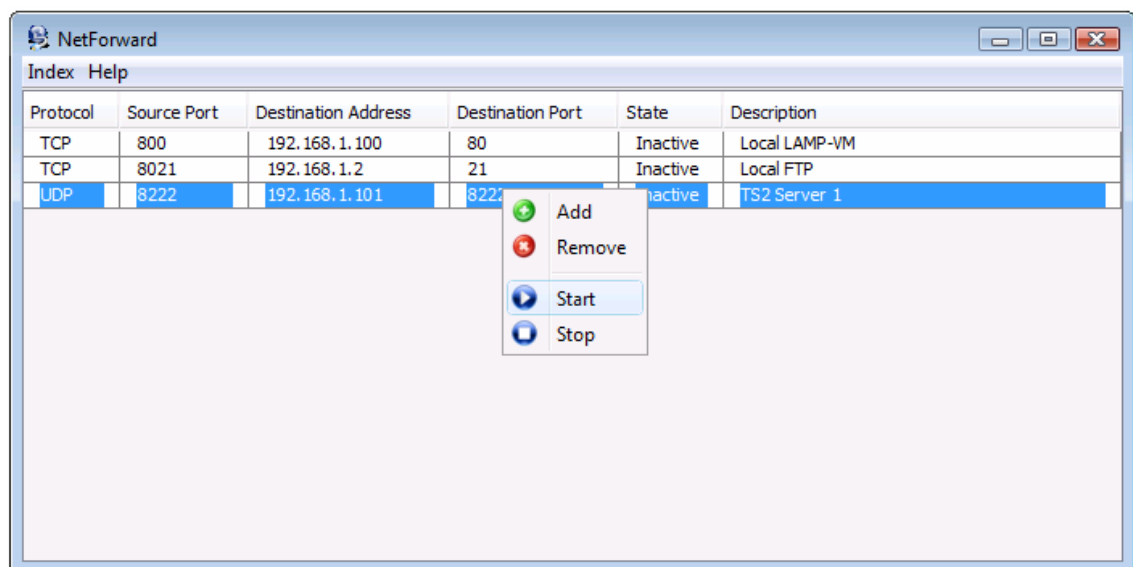 NetForward
Index Help
Protocol Source Port Destination Address Destination Port State Description
TCP 800 192.168.1.100 80 Inactive Local LAMP-VM
TCP 8021 192.168.1.2 21 Inactive Local FTP
UDP 8222 192.168.1.101 8222 TS2 Server 1
Add
Remove
Start
Stop